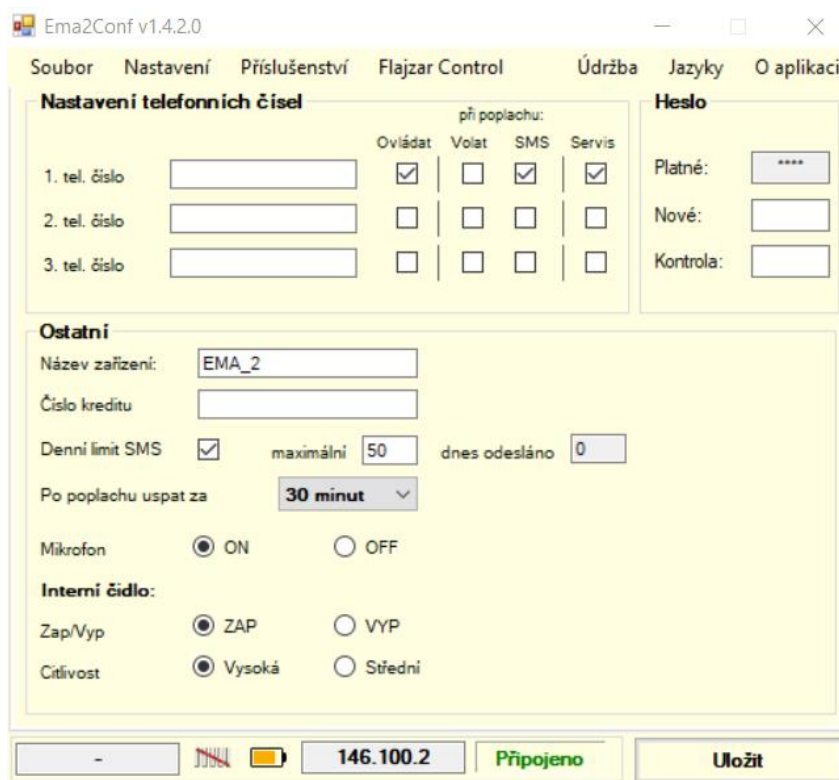 Ema2Conf v1.4.2.0
Soubor Nastavení Příslušenství Flajzar Control Údržba Jazyky O aplikaci
Nastavení telefonních čísel
při poplachu:
Ovládat Volat SMS Servis
1. tel. číslo
2. tel. číslo
3. tel. číslo
Heslo
Platné: ****
Nové:
Kontrola:
Ostatní
Název zařízení: EMA_2
Číslo kreditu
Denní limit SMS maximální 50 dnes odesláno 0
Po poplachu uspat za 30 minut
Mikrofon ON OFF
Interní čidlo:
Zap/Vyp ZAP VYP
Citlivost Vysoká Střední
- 146.100.2 Připojeno Uložit